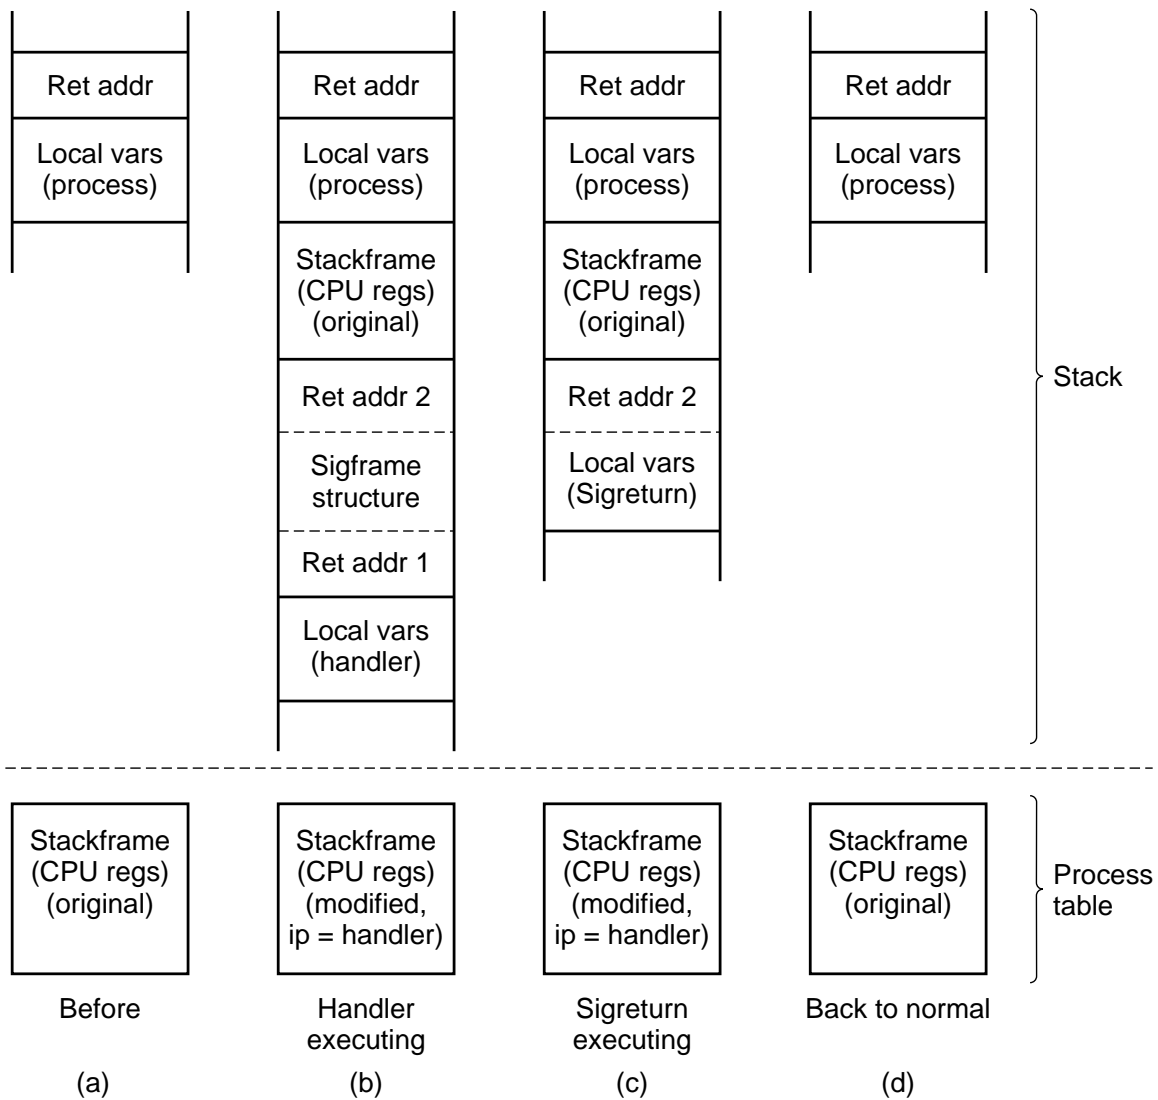 Ret addr
Local vars
(process)
Ret addr
Local vars
(process)
Stackframe
(CPU regs)
(original)
Ret addr 2
Sigframe
structure
Ret addr 1
Local vars
(handler)
Ret addr
Local vars
(process)
Stackframe
(CPU regs)
(original)
Ret addr 2
Local vars
(Sigreturn)
Ret addr
Local vars
(process)
Stack
Stackframe
(CPU regs)
(original)
Stackframe
(CPU regs)
(modified,
ip = handler)
Stackframe
(CPU regs)
(modified,
ip = handler)
Stackframe
(CPU regs)
(original)
Process
table
Before
Handler
executing
Sigreturn
executing
Back to normal
(a)
(b)
(c)
(d)